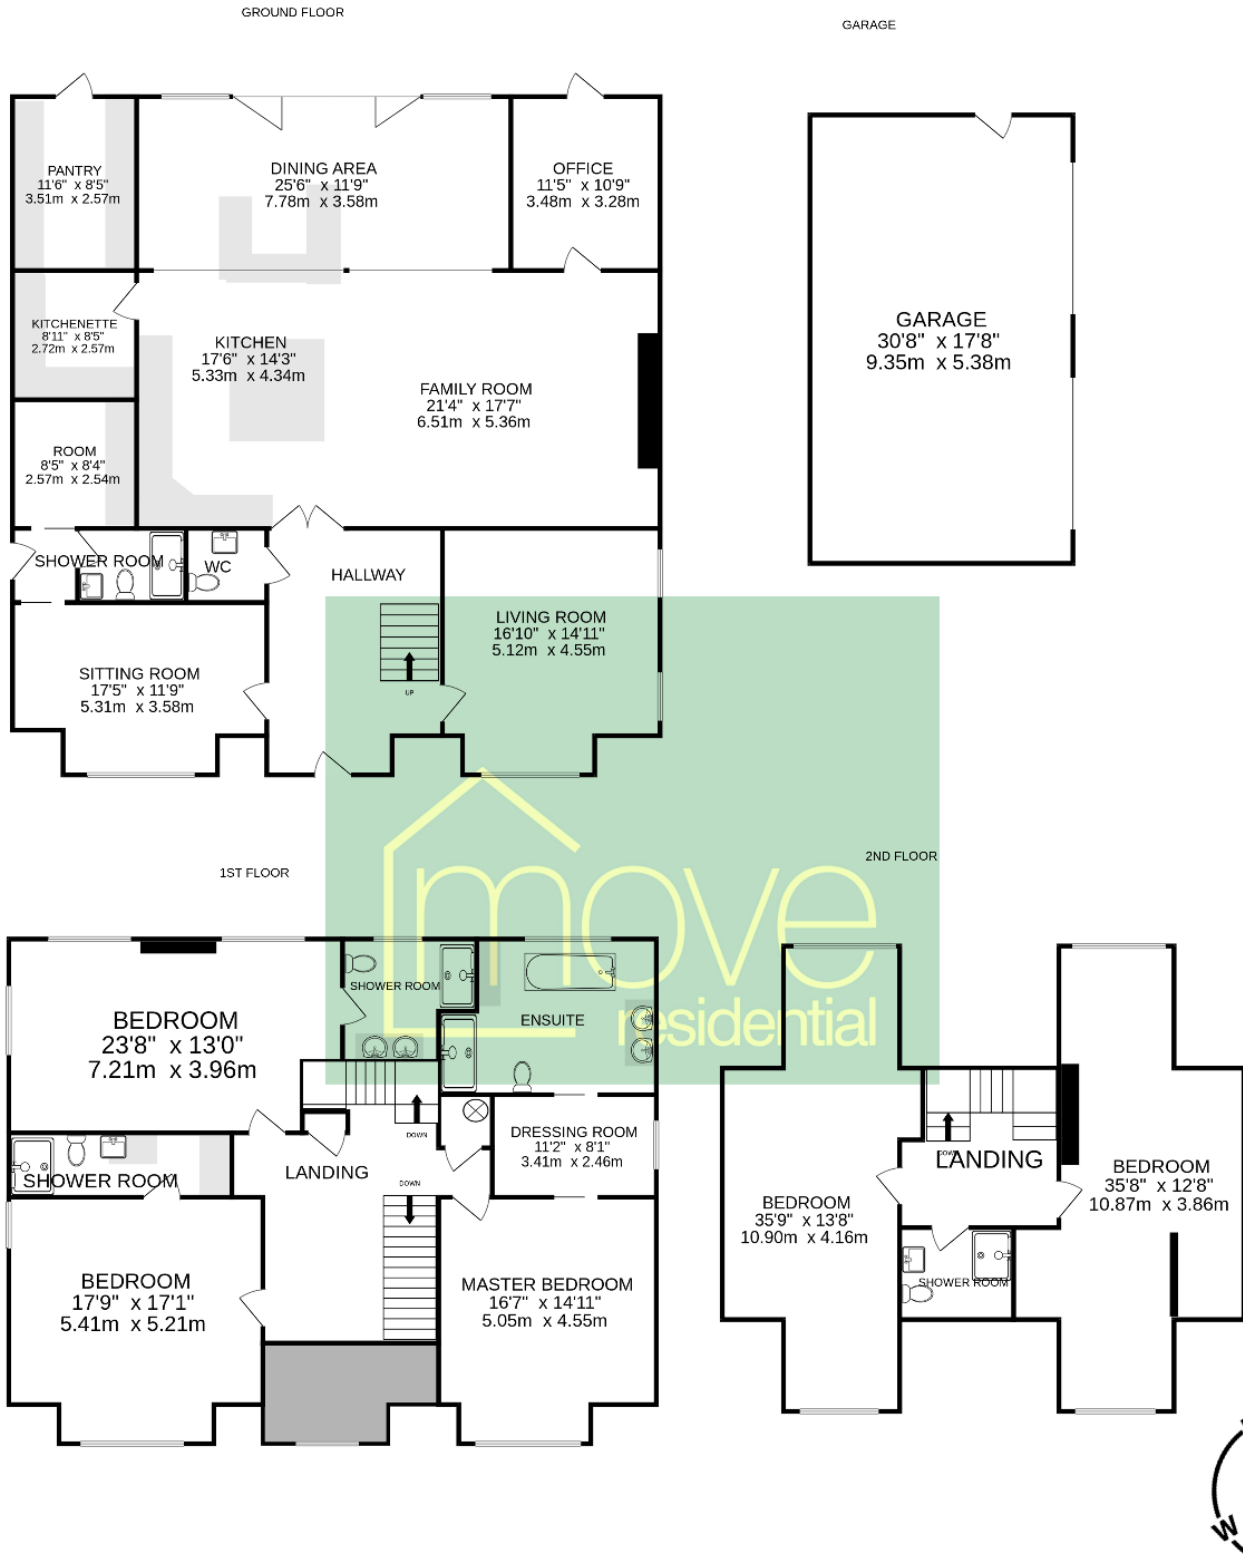 GROUND FLOOR
GARAGE
PANTRY
11'6" x 8'5"
3.51m x 2.57m
DINING AREA
25'6" x 11'9"
7.78m x 3.58m
OFFICE
11'5" x 10'9"
3.48m x 3.28m
KITCHENETTE
8'11" x 8'5"
2.72m x 2.57m
KITCHEN
17'6" x 14'3"
5.33m x 4.34m
FAMILY ROOM
21'4" x 17'7"
6.51m x 5.36m
GARAGE
30'8" x 17'8"
9.35m x 5.38m
ROOM
8'5" x 8'4"
2.57m x 2.54m
SHOWER ROOM
WC
HALLWAY
LIVING ROOM
16'10" x 14'11"
5.12m x 4.55m
SITTING ROOM
17'5" x 11'9"
5.31m x 3.58m
UP
1ST FLOOR
2ND FLOOR
move
residential
BEDROOM
23'8" x 13'0"
7.21m x 3.96m
SHOWER ROOM
ENSUITE
DOWN
DRESSING ROOM
11'2" x 8'1"
3.41m x 2.46m
SHOWER ROOM
LANDING
DOWN
BEDROOM
17'9" x 17'1"
5.41m x 5.21m
MASTER BEDROOM
16'7" x 14'11"
5.05m x 4.55m
DOWN
LANDING
BEDROOM
35'9" x 13'8"
10.90m x 4.16m
BEDROOM
35'8" x 12'8"
10.87m x 3.86m
SHOWER ROOM
W